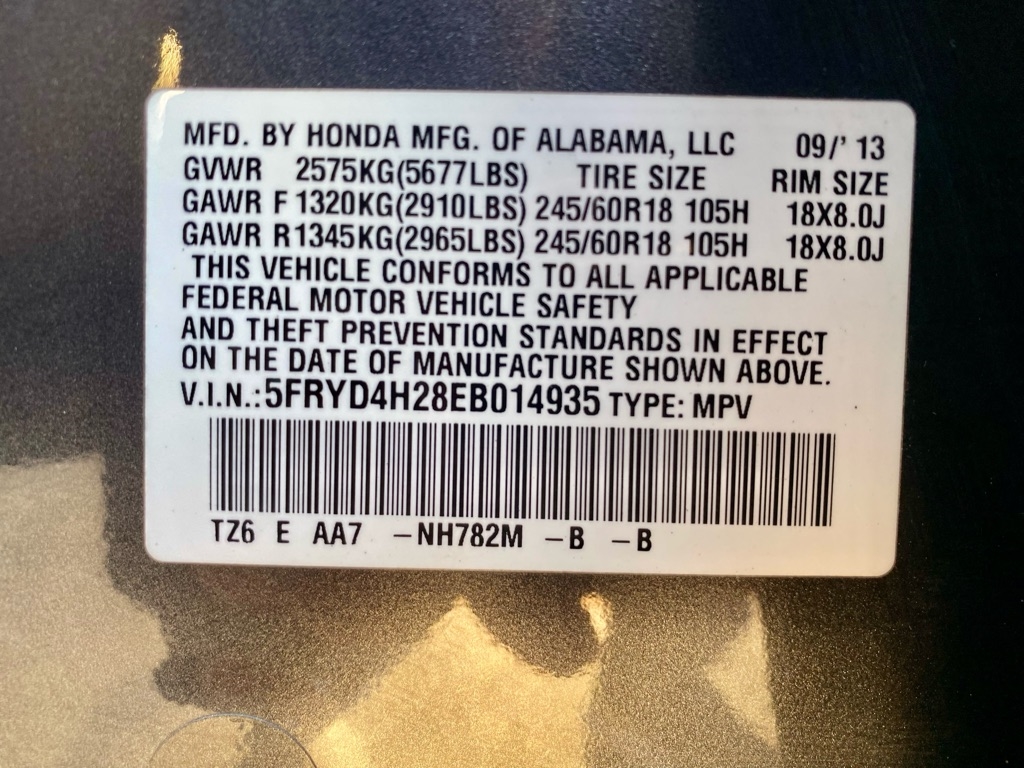 MFD. BY HONDA MFG. OF ALABAMA, LLC 09/' 13
GVWR 2575KG(5677LBS) TIRE SIZE RIM SIZE
GAWR F 1320KG(2910LBS) 245/60R18 105H 18X8.0J
GAWR R1345KG(2965LBS) 245/60R18 105H 18X8.0J
THIS VEHICLE CONFORMS TO ALL APPLICABLE
FEDERAL MOTOR VEHICLE SAFETY
AND THEFT PREVENTION STANDARDS IN EFFECT
ON THE DATE OF MANUFACTURE SHOWN ABOVE.
V.I.N.:5FRYD4H28EB014935 TYPE: MPV
TZ6 E AA7 -NH782M -B -B